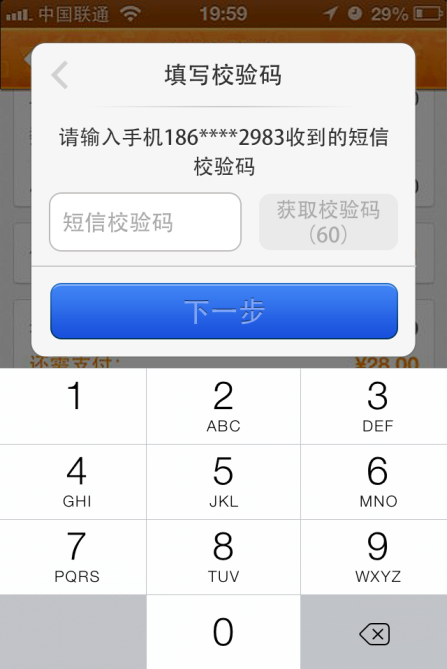 中国联通 19:59 29%
填写校验码
请输入手机186****2983收到的短信
校验码
短信校验码
获取校验码
（60）
下一步
还需支付： ¥28.00
1
2
ABC
3
DEF
4
GHI
5
JKL
6
MNO
7
PQRS
8
TUV
9
WXYZ
0